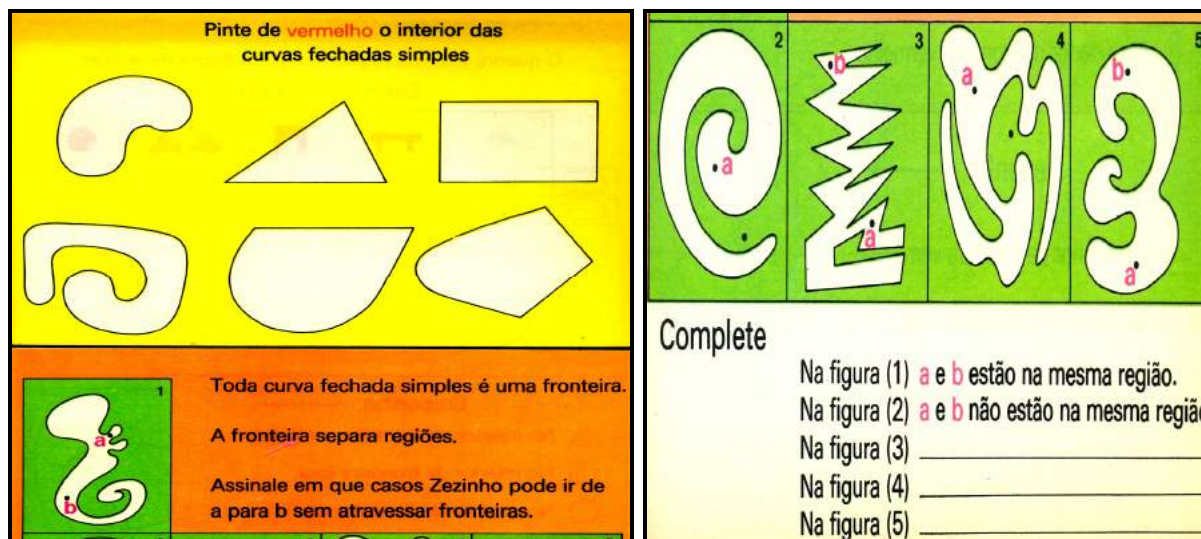 Pinte de vermelho o interior das
curvas fechadas simples
1
a
b
Toda curva fechada simples é uma fronteira.
A fronteira separa regiões.
Assinale em que casos Zezinho pode ir de
a para b sem atravessar fronteiras.
2
a
3
b
a
4
a
5
b
a
Complete
Na figura (1) a e b estão na mesma região.
Na figura (2) a e b não estão na mesma regiã
Na figura (3)
Na figura (4)
Na figura (5)